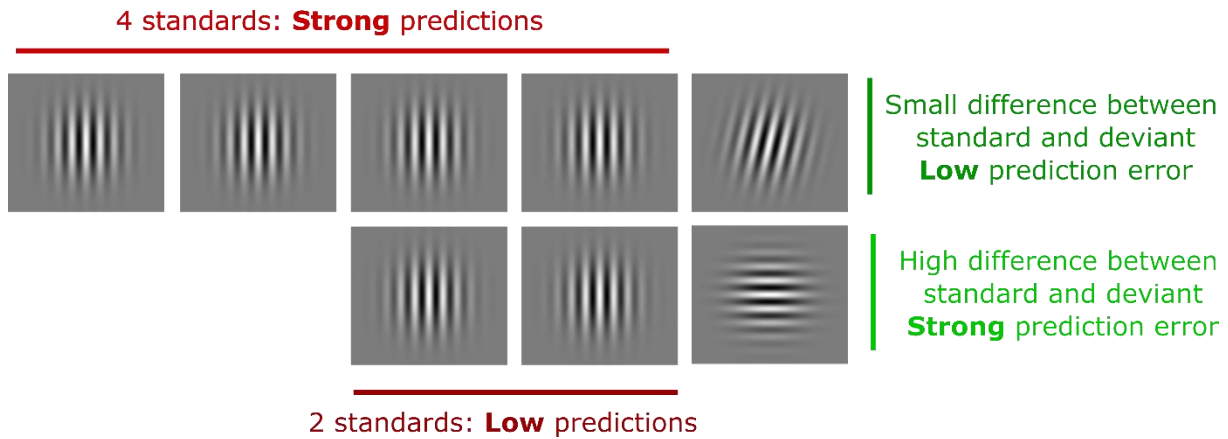 4 standards: Strong predictions
Small difference between
standard and deviant
Low prediction error
High difference between
standard and deviant
Strong prediction error
2 standards: Low predictions